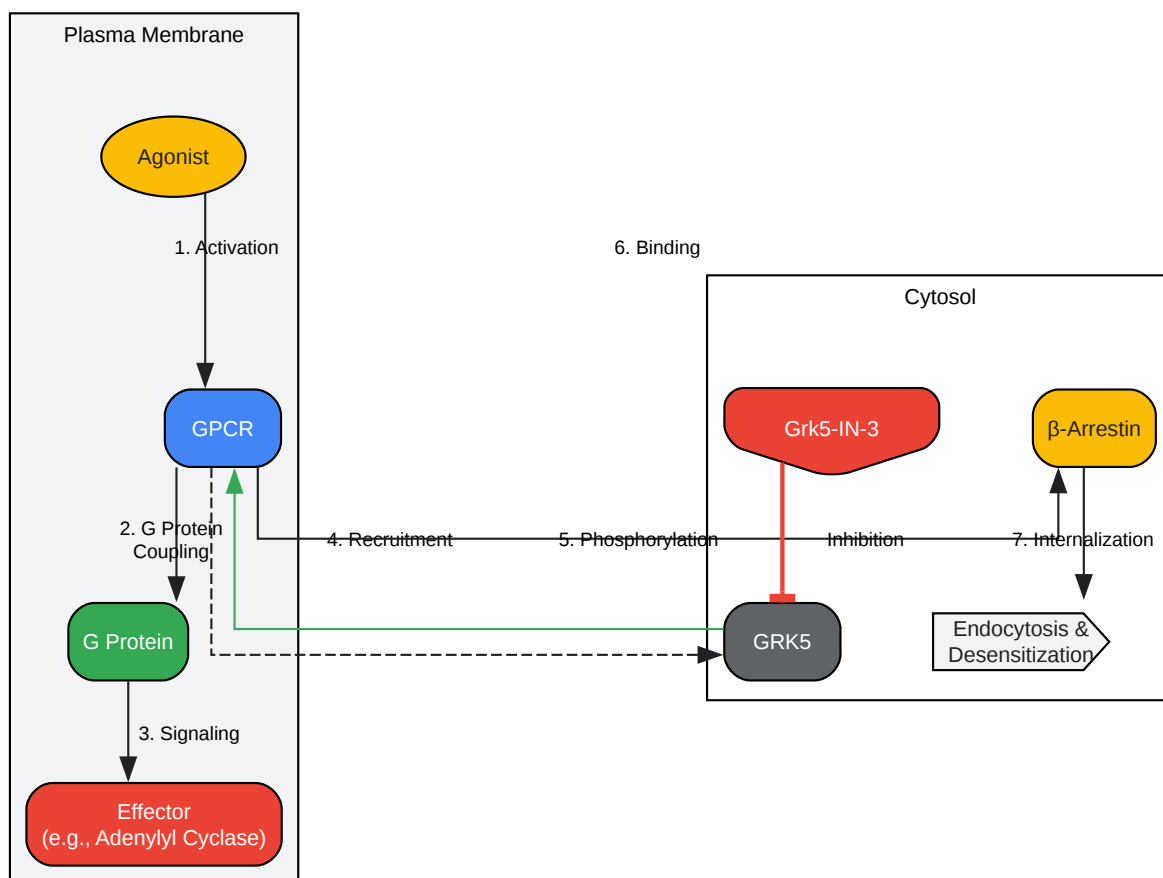 Plasma Membrane
Agonist
1. Activation
6. Binding
Cytosol
GPCR
Grk5-IN-3
β-Arrestin
2. G Protein
Coupling
4. Recruitment
5. Phosphorylation
Inhibition
7. Internalization
G Protein
GRK5
Endocytosis &
Desensitization
3. Signaling
Effector
(e.g., Adenylyl Cyclase)